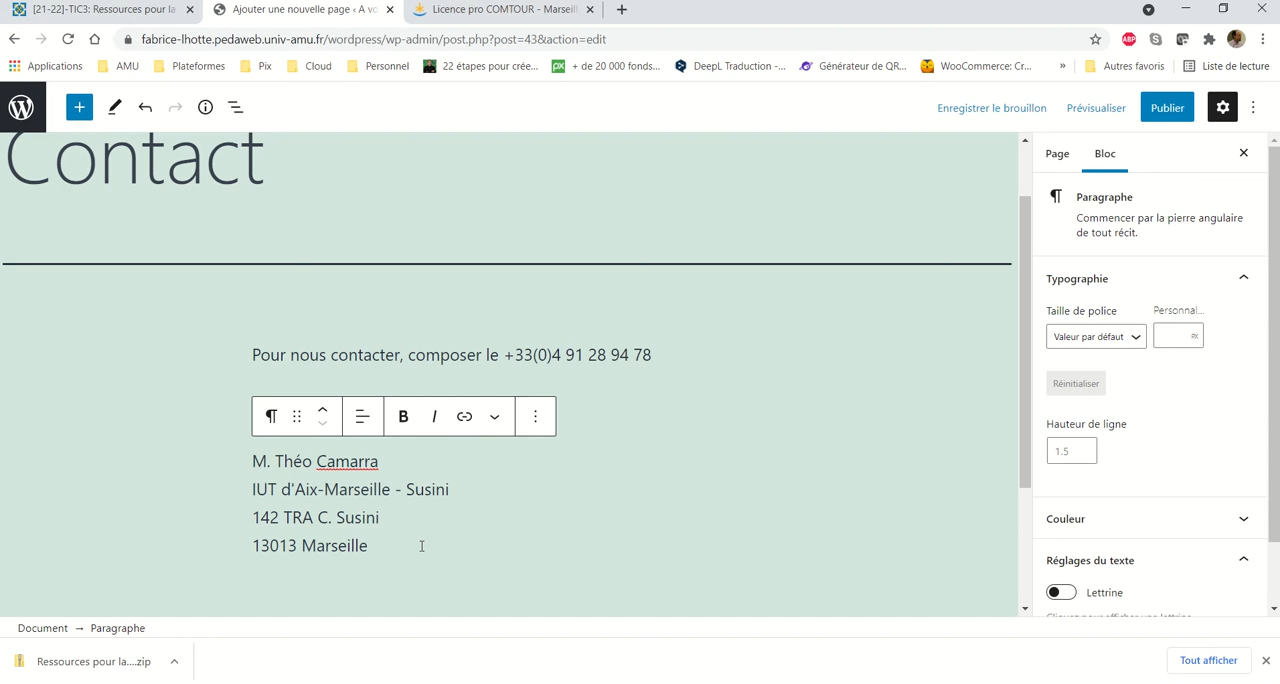 [21-22]-TIC3: Ressources pour la
Ajouter une nouvelle page ‹ A vo
Licence pro COMTOUR - Marseil
fabrice-lhotte.pedaweb.univ-amu.fr/wordpress/wp-admin/post.php?post=43&action=edit
ABP
Applications
AMU
Plateformes
Pix
Cloud
Personnel
22 étapes pour crée...
+ de 20 000 fonds...
DeepL Traduction -...
Générateur de QR...
WooCommerce: Cr...
»
Autres favoris
Liste de lecture
Enregistrer le brouillon
Prévisualiser
Publier
Contact
Pour nous contacter, composer le +33(0)4 91 28 94 78
B I
M. Théo Camarra
IUT d'Aix-Marseille - Susini
142 TRA C. Susini
13013 Marseille
Page
Bloc
Paragraphe
Commencer par la pierre angulaire
de tout récit.
Typographie
Taille de police
Personnal...
Valeur par défaut
PX
Réinitialiser
Hauteur de ligne
1.5
Couleur
Réglages du texte
Lettrine
Document → Paragraphe
Ressources pour la....zip
Tout afficher